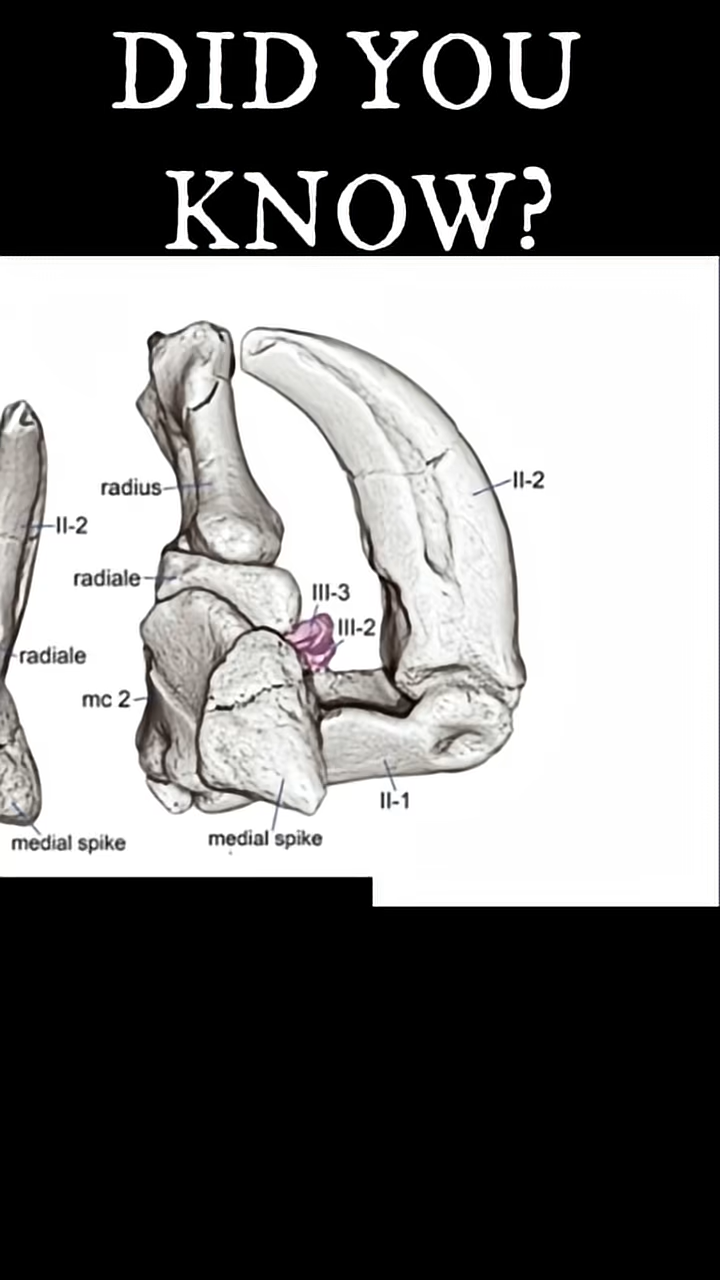 DID YOU
KNOW?
II-2
radius
II-2
radiale
III-3
III-2
radiale
mc 2
II-1
medial spike
medial spike